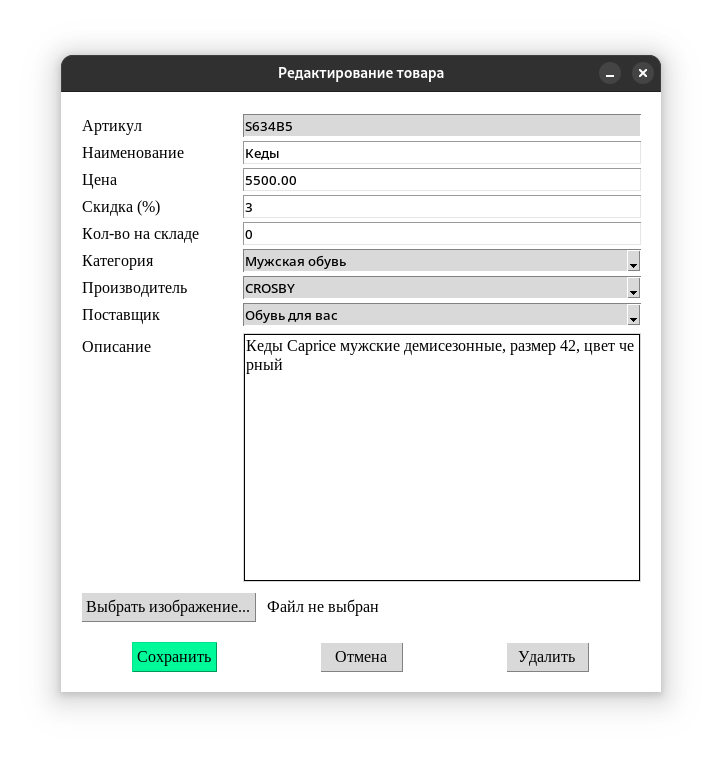 Редактирование товара
Артикул S634B5
Наименование Кеды
Цена 5500.00
Скидка (%) 3
Кол-во на складе 0
Категория Мужская обувь
Производитель CROSBY
Поставщик Обувь для вас
Описание Кеды Caprice мужские демисезонные, размер 42, цвет че
рный
Выбрать изображение... Файл не выбран
Сохранить Отмена Удалить